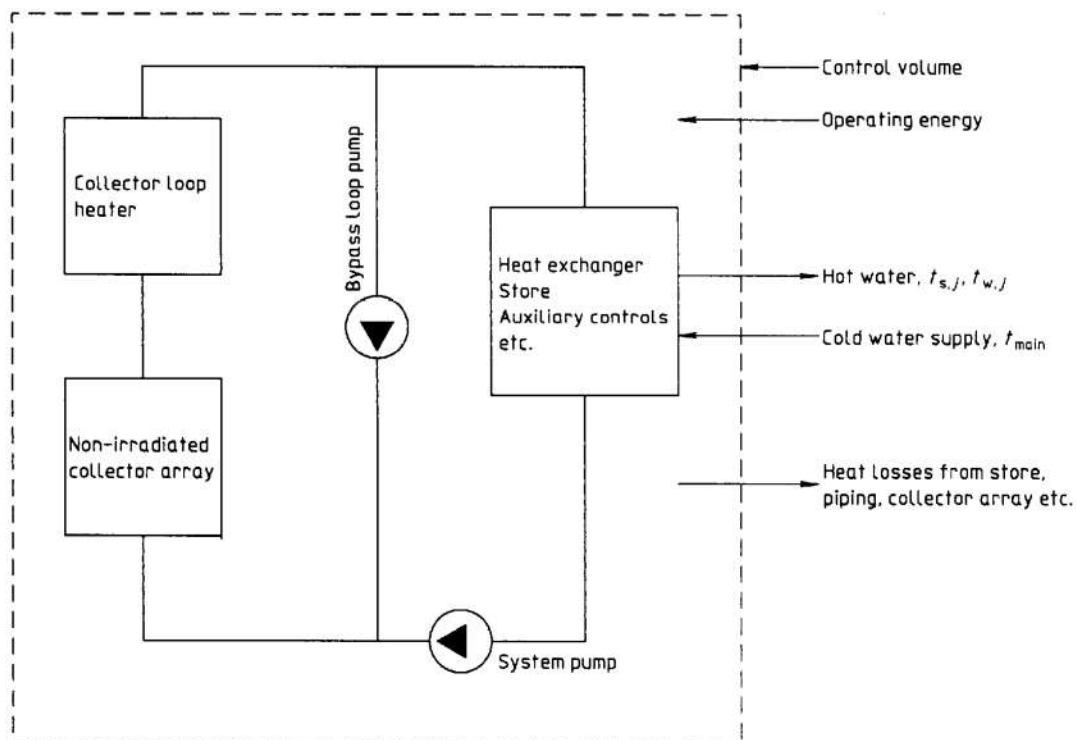 Control volume
Operating energy
Collector loop
heater
Bypass loop pump
Heat exchanger
Store
Auxiliary controls
etc.
Hot water, t_s,j, t_w,j
Cold water supply, t_main
Non-irradiated
collector array
Heat losses from store,
piping, collector array etc.
System pump